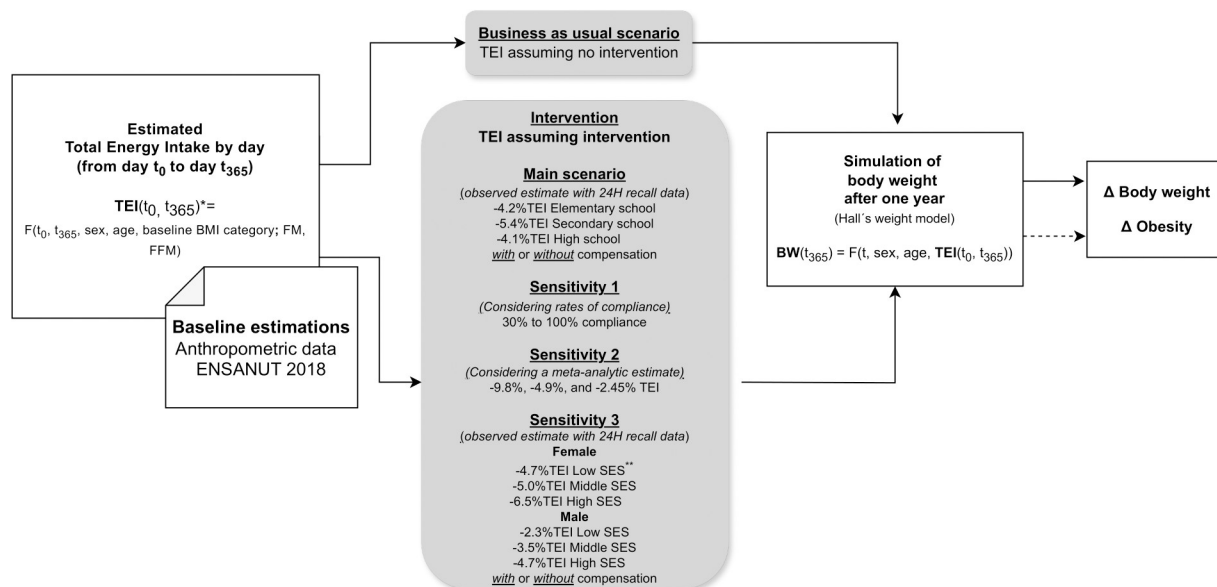 Business as usual scenario
TEI assuming no intervention
Estimated
Total Energy Intake by day
(from day t0 to day t365)
TEI(t0, t365)*=
F(t0, t365, sex, age, baseline BMI category; FM,
FFM)
Baseline estimations
Anthropometric data
ENSANUT 2018
Intervention
TEI assuming intervention
Main scenario
(observed estimate with 24H recall data)
-4.2%TEI Elementary school
-5.4%TEI Secondary school
-4.1%TEI High school
with or without compensation
Sensitivity 1
(Considering rates of compliance)
30% to 100% compliance
Sensitivity 2
(Considering a meta-analytic estimate)
-9.8%, -4.9%, and -2.45% TEI
Sensitivity 3
(observed estimate with 24H recall data)
Female
-4.7%TEI Low SES**
-5.0%TEI Middle SES
-6.5%TEI High SES
Male
-2.3%TEI Low SES
-3.5%TEI Middle SES
-4.7%TEI High SES
with or without compensation
Simulation of
body weight
after one year
(Hall´s weight model)
BW(t365) = F(t, sex, age, TEI(t0, t365))
Δ Body weight
Δ Obesity